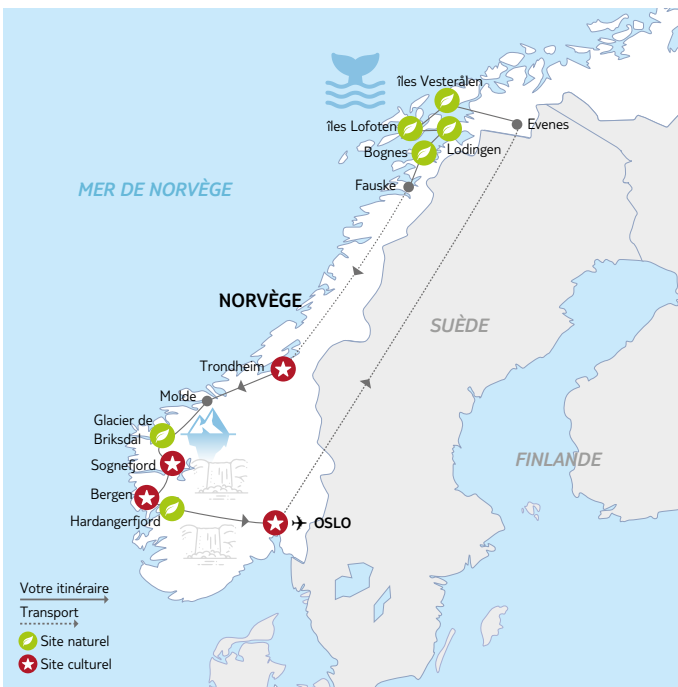 îles Vesterålen
îles Lofoten
Evenes
Bognes
Lodingen
Fauske
MER DE NORVÈGE
NORVÈGE
SUÈDE
Trondheim
Molde
Glacier de
Briksdal
Sognefjord
FINLANDE
Bergen
Hardangerfjord
OSLO
Votre itinéraire
Transport
Site naturel
Site culturel